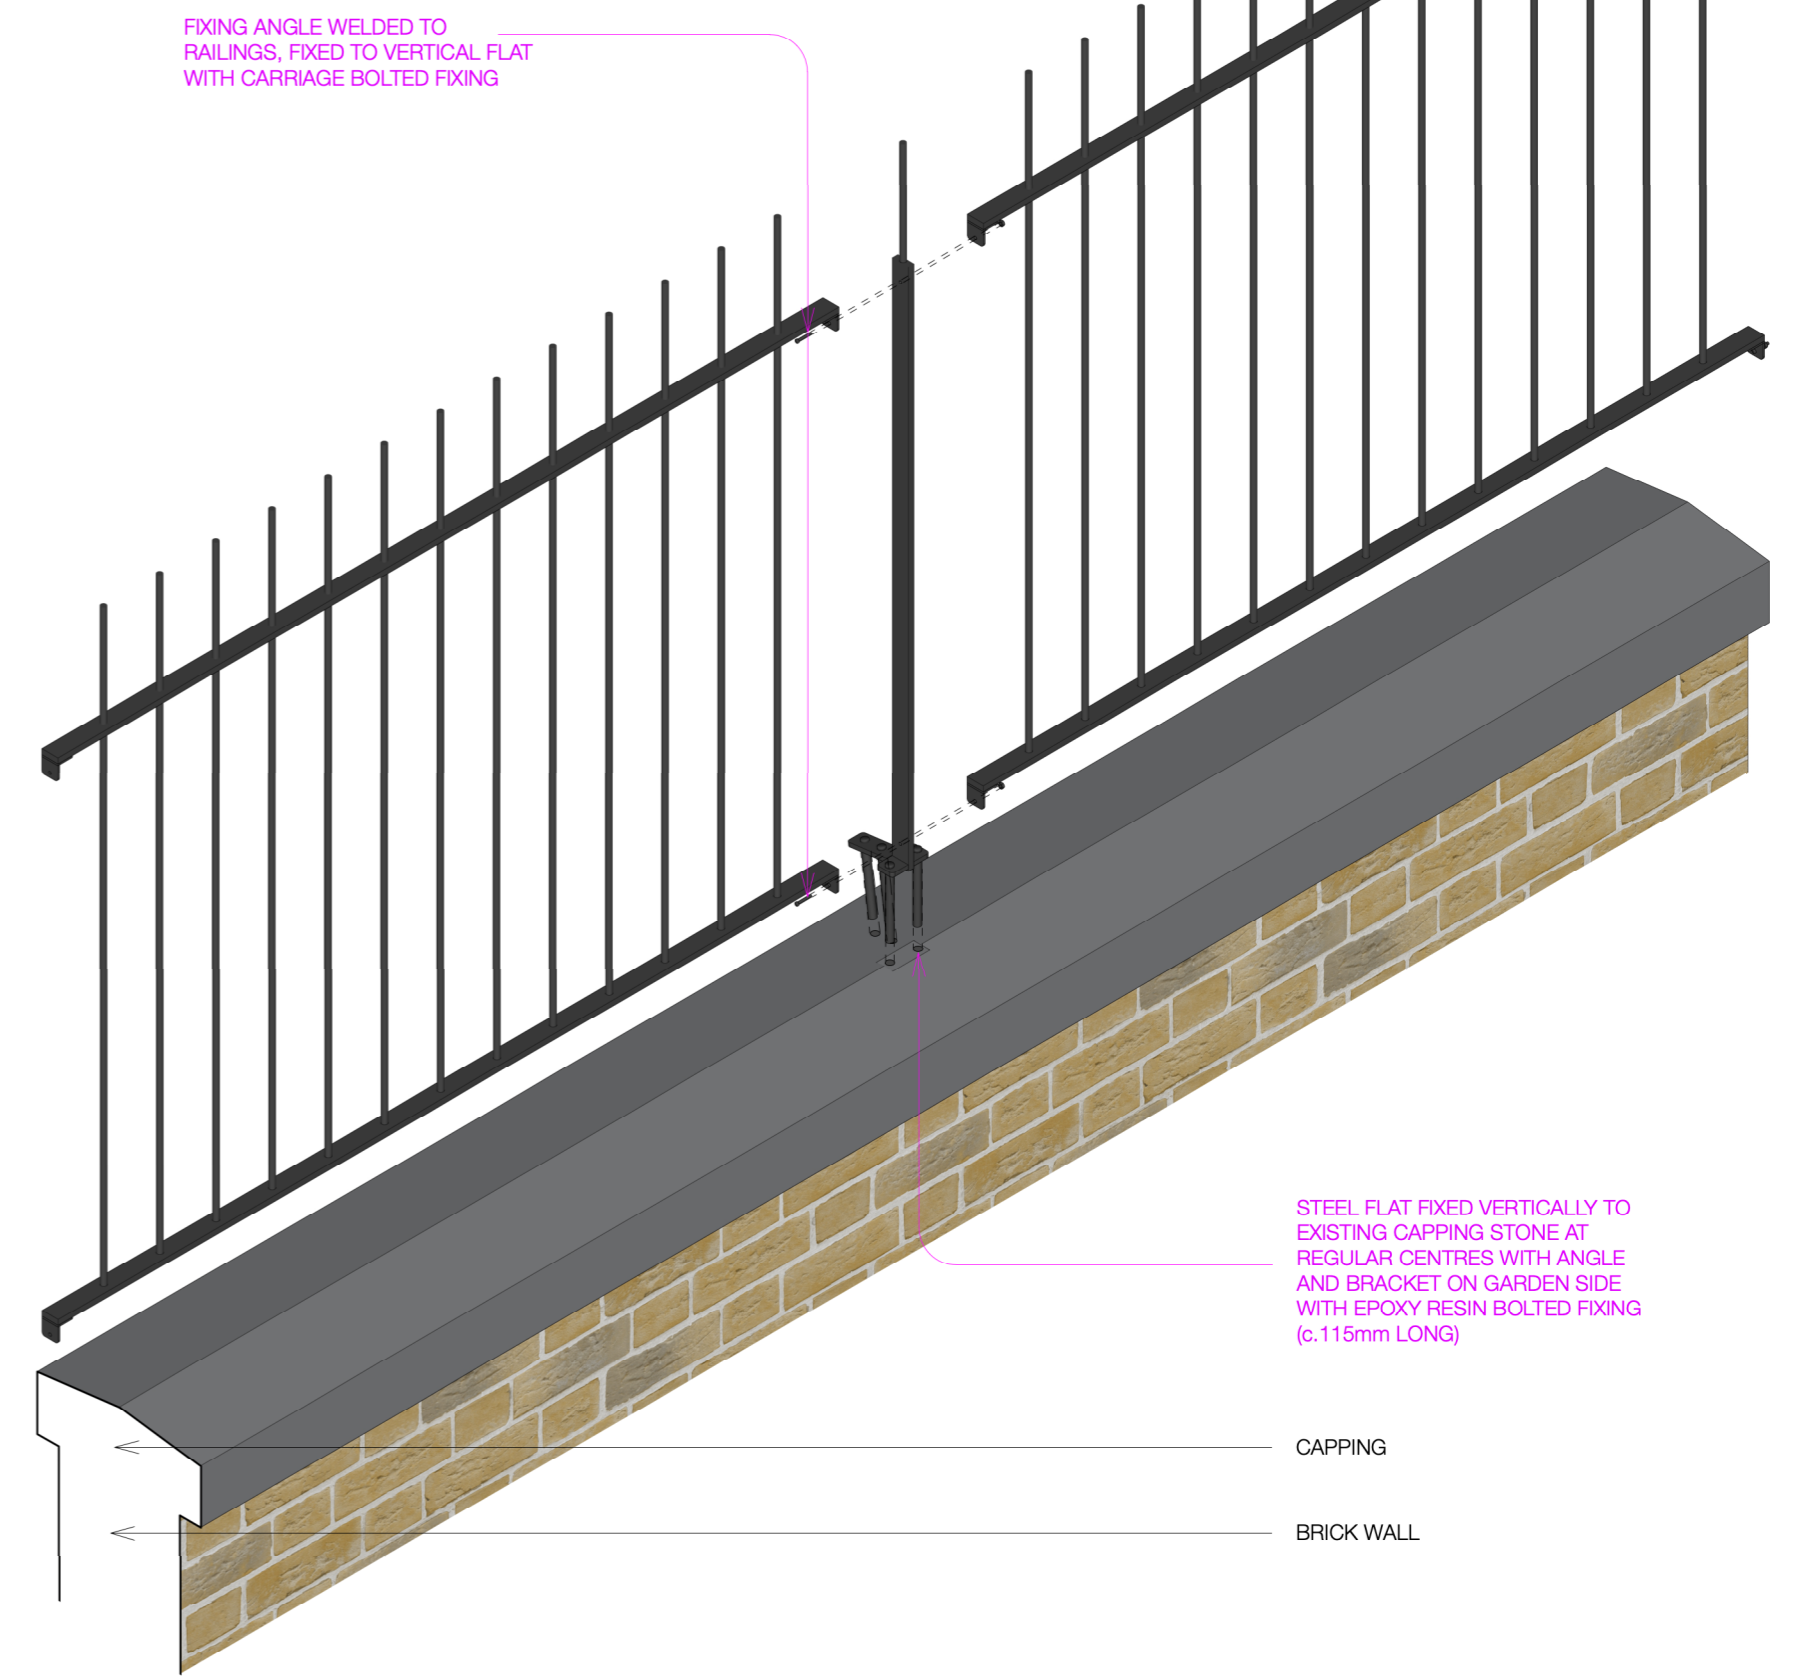 FIXING ANGLE WELDED TO
RAILINGS, FIXED TO VERTICAL FLAT
WITH CARRIAGE BOLTED FIXING
STEEL FLAT FIXED VERTICALLY TO
EXISTING CAPPING STONE AT
REGULAR CENTRES WITH ANGLE
AND BRACKET ON GARDEN SIDE
WITH EPOXY RESIN BOLTED FIXING
(c.115mm LONG)
CAPPING
BRICK WALL